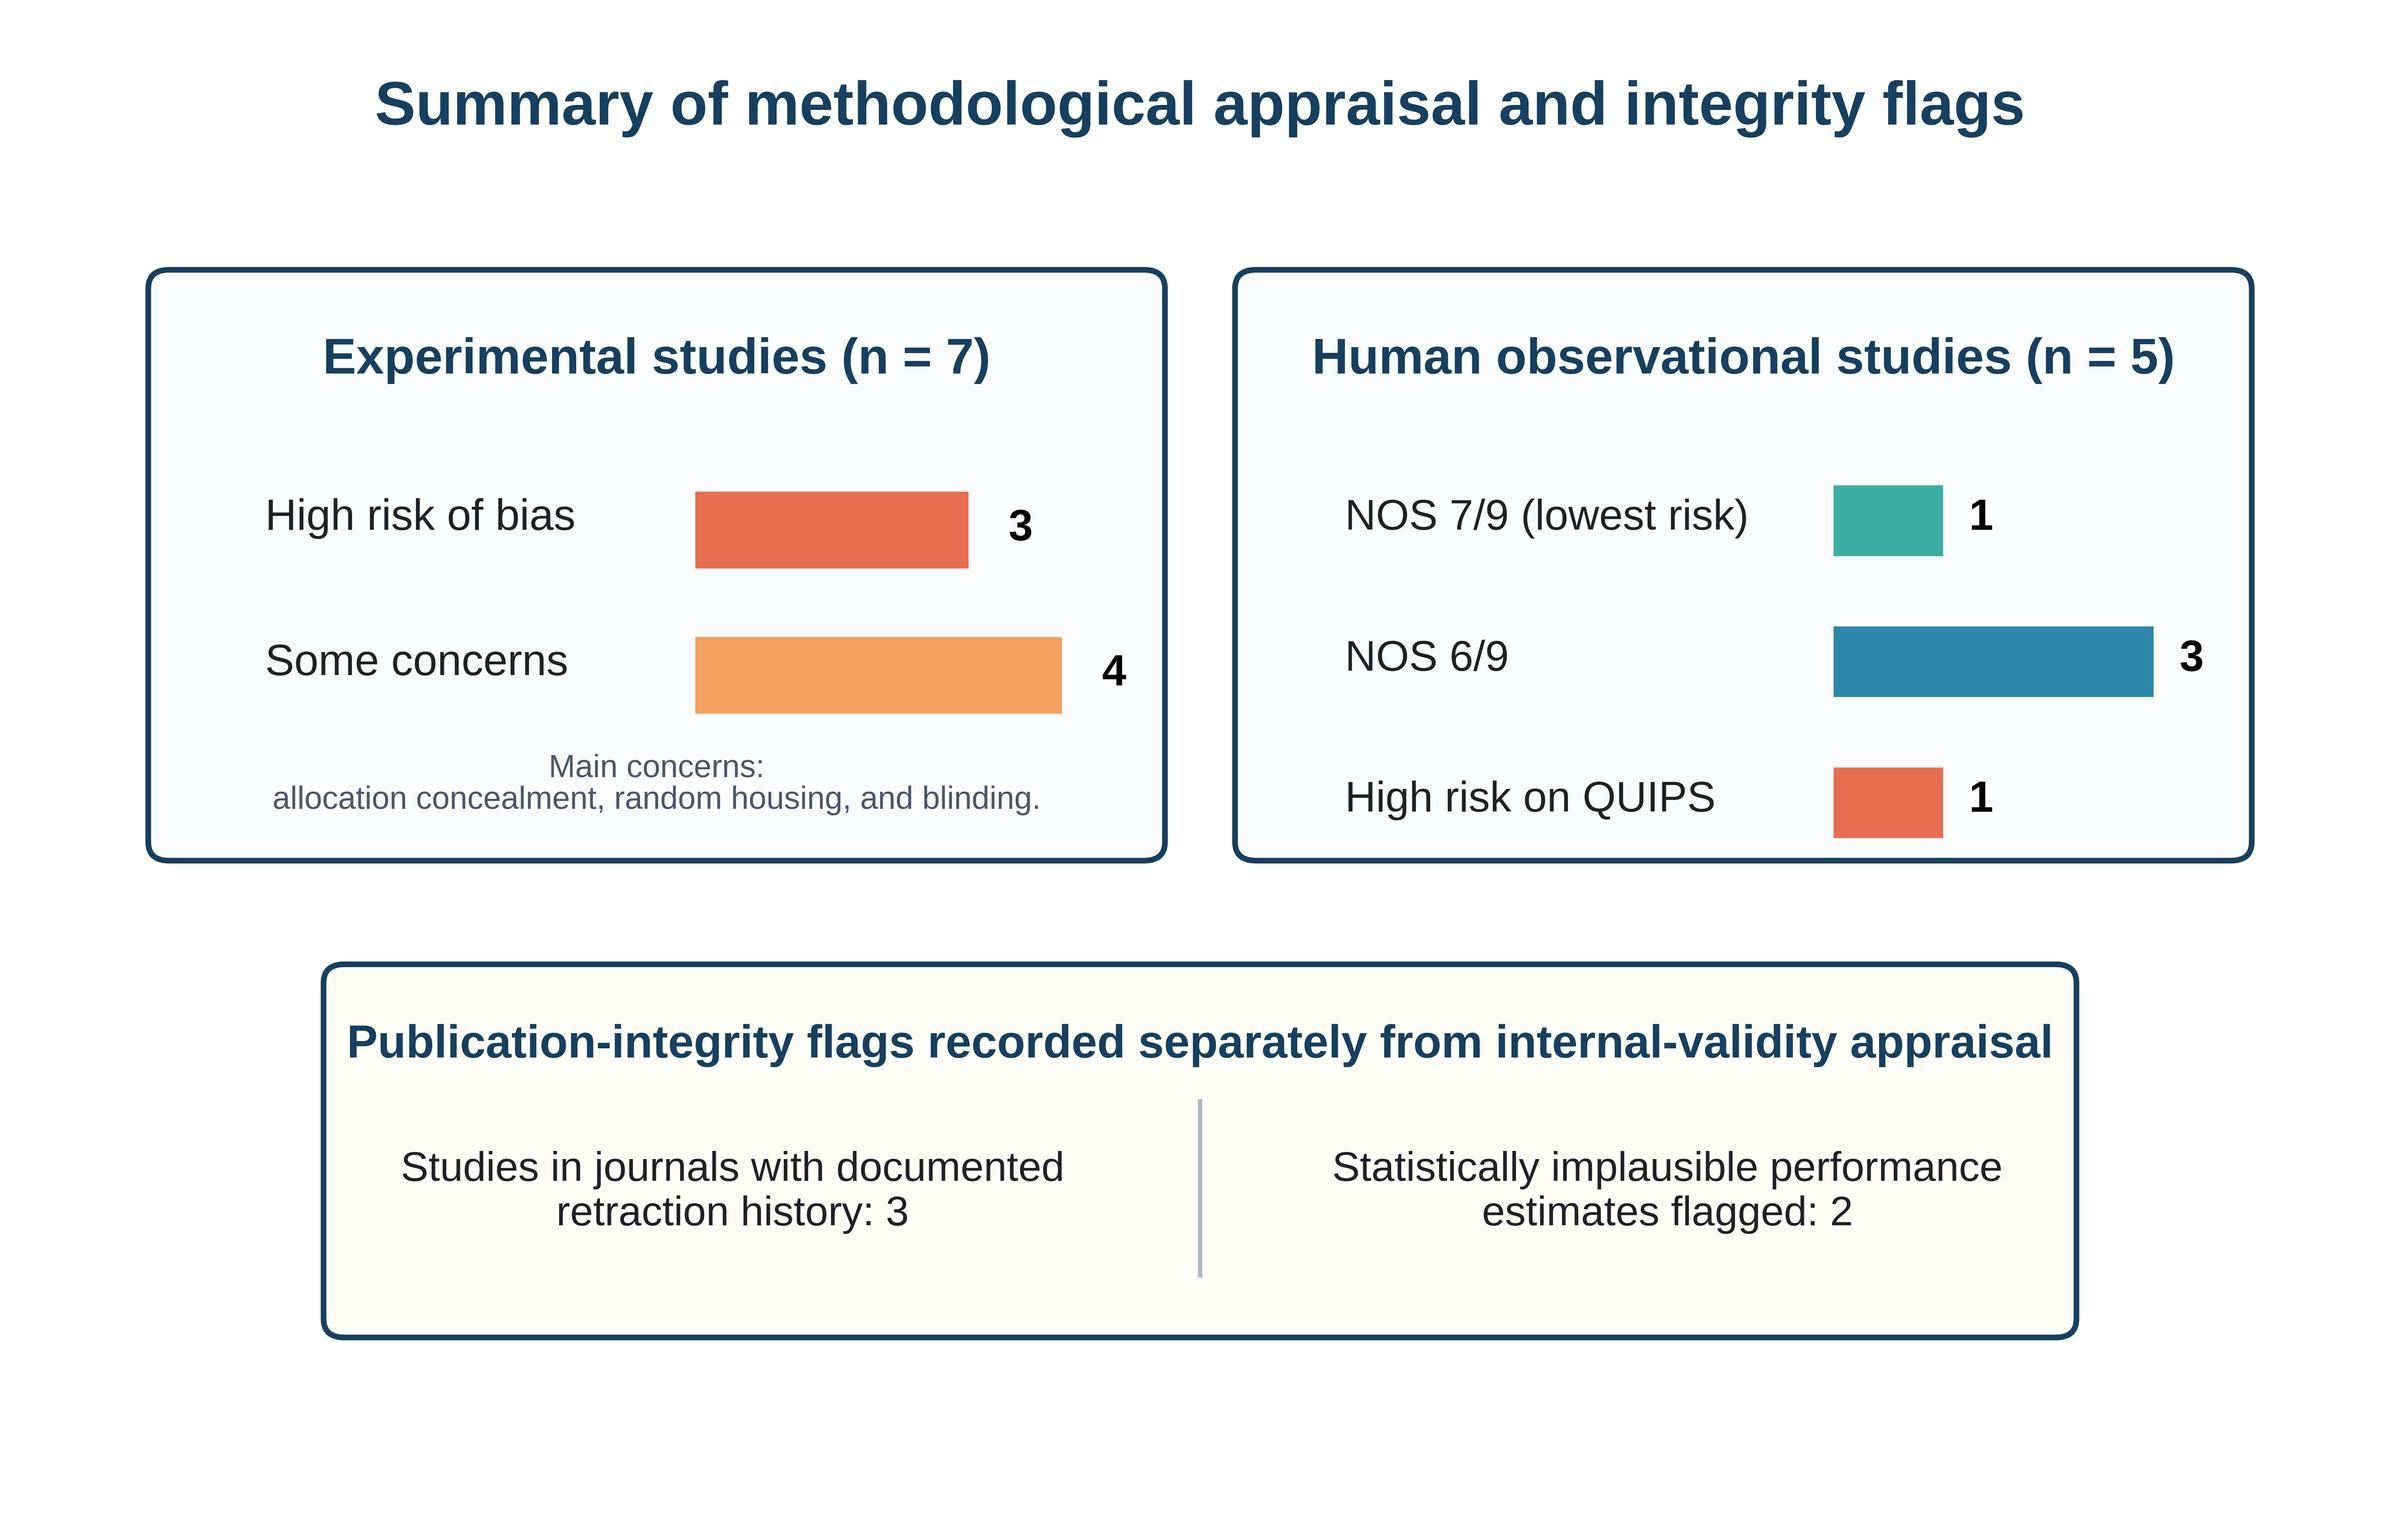 Summary of methodological appraisal and integrity flags
Experimental studies (n = 7)
High risk of bias
3
Some concerns
4
Main concerns:
allocation concealment, random housing, and blinding.
Human observational studies (n = 5)
NOS 7/9 (lowest risk)
1
NOS 6/9
3
High risk on QUIPS
1
Publication-integrity flags recorded separately from internal-validity appraisal
Studies in journals with documented
retraction history: 3
Statistically implausible performance
estimates flagged: 2